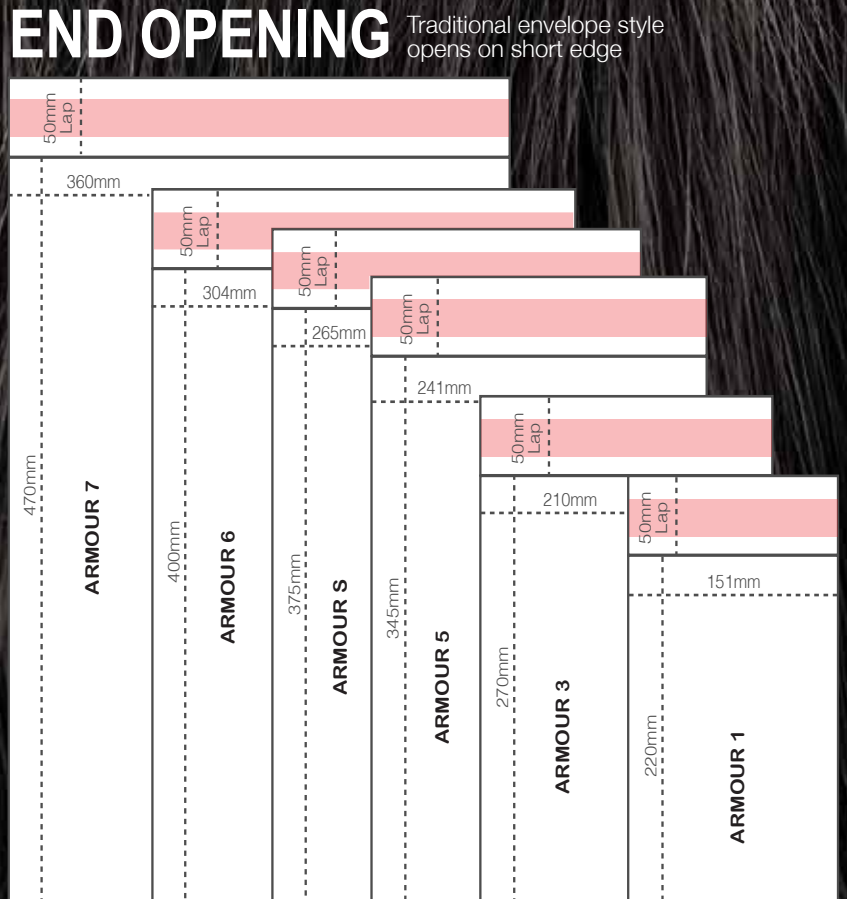 END OPENING
Traditional envelope style
opens on short edge
50mm
Lap
360mm
470mm
ARMOUR 7
50mm
Lap
304mm
400mm
ARMOUR 6
50mm
Lap
265mm
375mm
ARMOUR S
50mm
Lap
241mm
345mm
ARMOUR 5
50mm
Lap
210mm
270mm
ARMOUR 3
50mm
Lap
151mm
220mm
ARMOUR 1